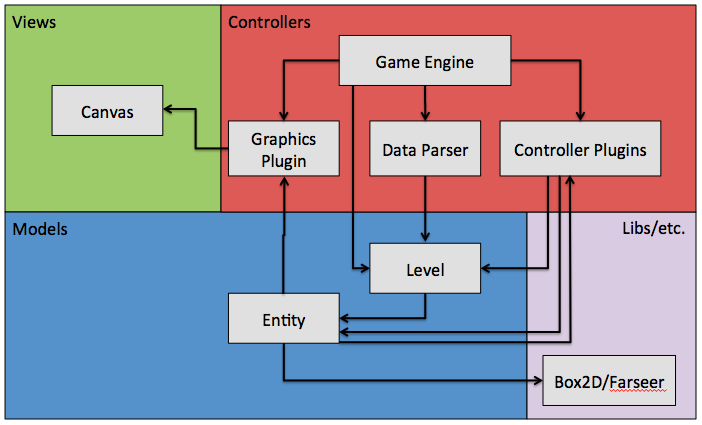 Views
Controllers
Game Engine
Canvas
Graphics
Plugin
Data Parser
Controller Plugins
Models
Libs/etc.
Level
Entity
Box2D/Farseer